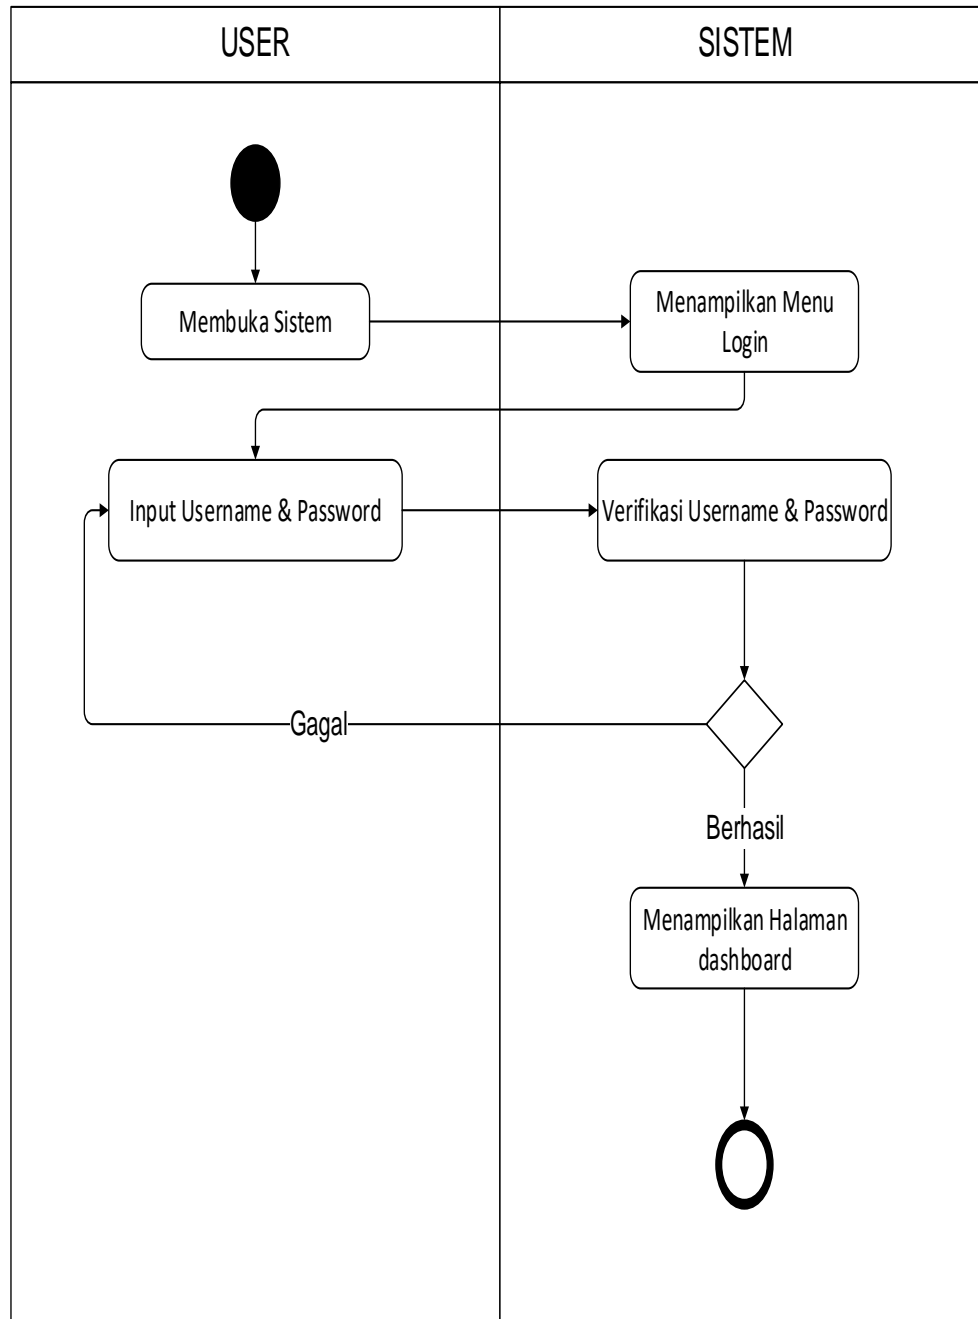 USER
SISTEM
Membuka Sistem
Menampilkan Menu
Login
Input Username & Password
Verifikasi Username & Password
Gagal
Berhasil
Menampilkan Halaman
dashboard